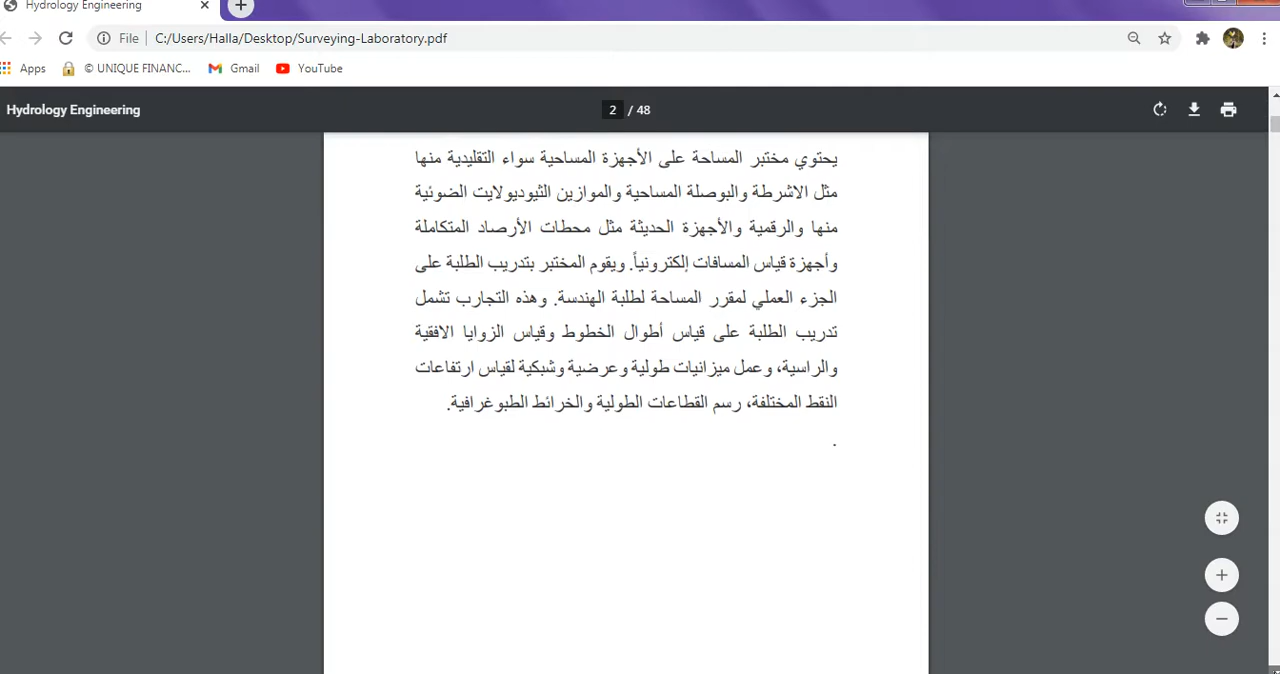 Hydrology Engineering
File
C:/Users/Halla/Desktop/Surveying-Laboratory.pdf
Apps
© UNIQUE FINANC...
Gmail
YouTube
Hydrology Engineering
2 / 48
يحتوي مختبر المساحة على الأجهزة المساحية سواء التقليدية منها
مثل الاشرطة والبوصلة المساحية والموازين الثيوديولايت الضوئية
منها والرقمية والأجهزة الحديثة مثل محطات الأرصاد المتكاملة
وأجهزة قياس المسافات إلكترونياً. ويقوم المختبر بتدريب الطلبة على
الجزء العملي لمقرر المساحة لطلبة الهندسة. وهذه التجارب تشمل
تدريب الطلبة على قياس أطوال الخطوط وقياس الزوايا الافقية
والراسية، وعمل ميزانيات طولية وعرضية وشبكية لقياس ارتفاعات
النقط المختلفة، رسم القطاعات الطولية والخرائط الطبوغرافية.
.